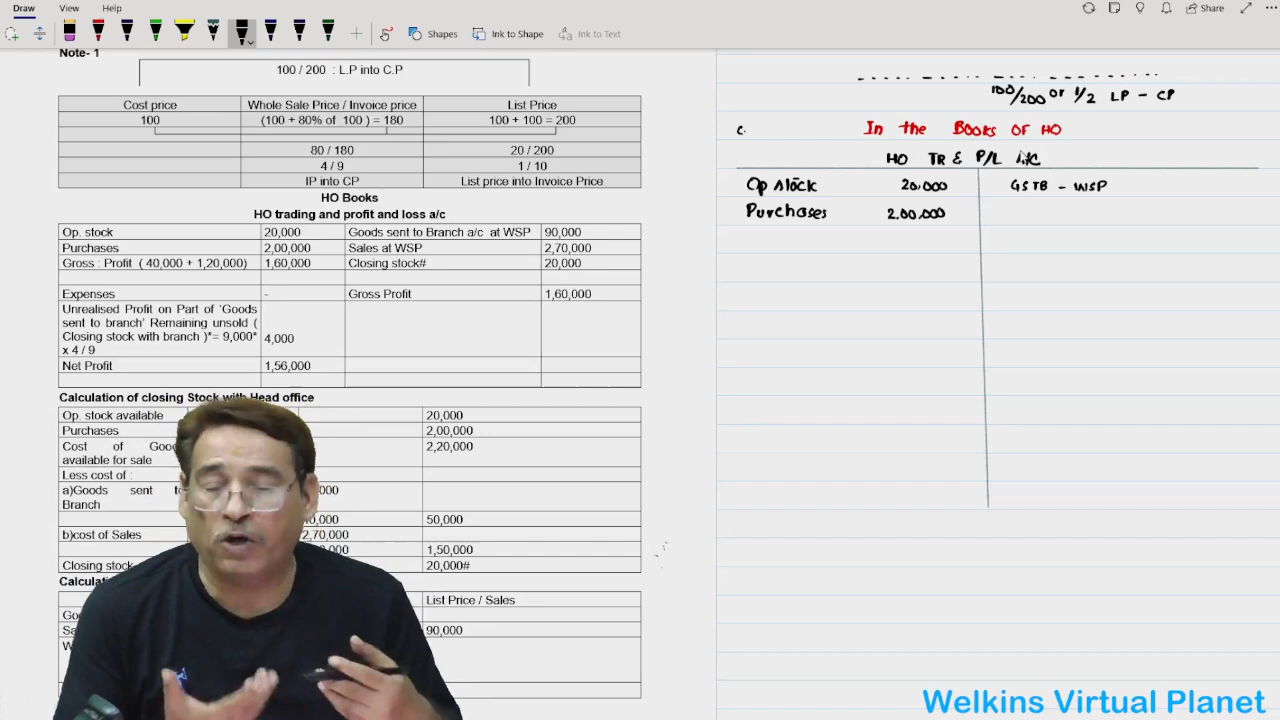 Draw View Help Share
Shapes Ink to Shape Ink to Text
Note- 1
100 / 200 : L.P into C.P
Cost price Whole Sale Price / Invoice price List Price
100 (100 + 80% of 100 ) = 180 100 + 100 = 200
80 / 180 20 / 200
4 / 9 1 / 10
IP into CP List price into Invoice Price
HO Books
HO trading and profit and loss a/c
Op. stock 20,000 Goods sent to Branch a/c at WSP 90,000
Purchases 2,00,000 Sales at WSP 2,70,000
Gross : Profit ( 40,000 + 1,20,000) 1,60,000 Closing stock# 20,000
Expenses - Gross Profit 1,60,000
Unrealised Profit on Part of 'Goods
sent to branch' Remaining unsold (
Closing stock with branch )*= 9,000*
x 4 / 9 4,000
Net Profit 1,56,000
Calculation of closing Stock with Head office
Op. stock available 20,000
Purchases 2,00,000
Cost of 2,20,000
available for sale
Less cost of :
a)Goods sent
Branch
50,000
b)cost of Sales 2,70,000
1,50,000
Closing stock 20,000#
List Price / Sales
90,000
100/200 or 1/2 LP - CP
c. In the Books OF HO
HO TR & P/L A/C
Op stock 20,000 GSTB - WSP
Purchases 2,00,000
Welkins Virtual Planet